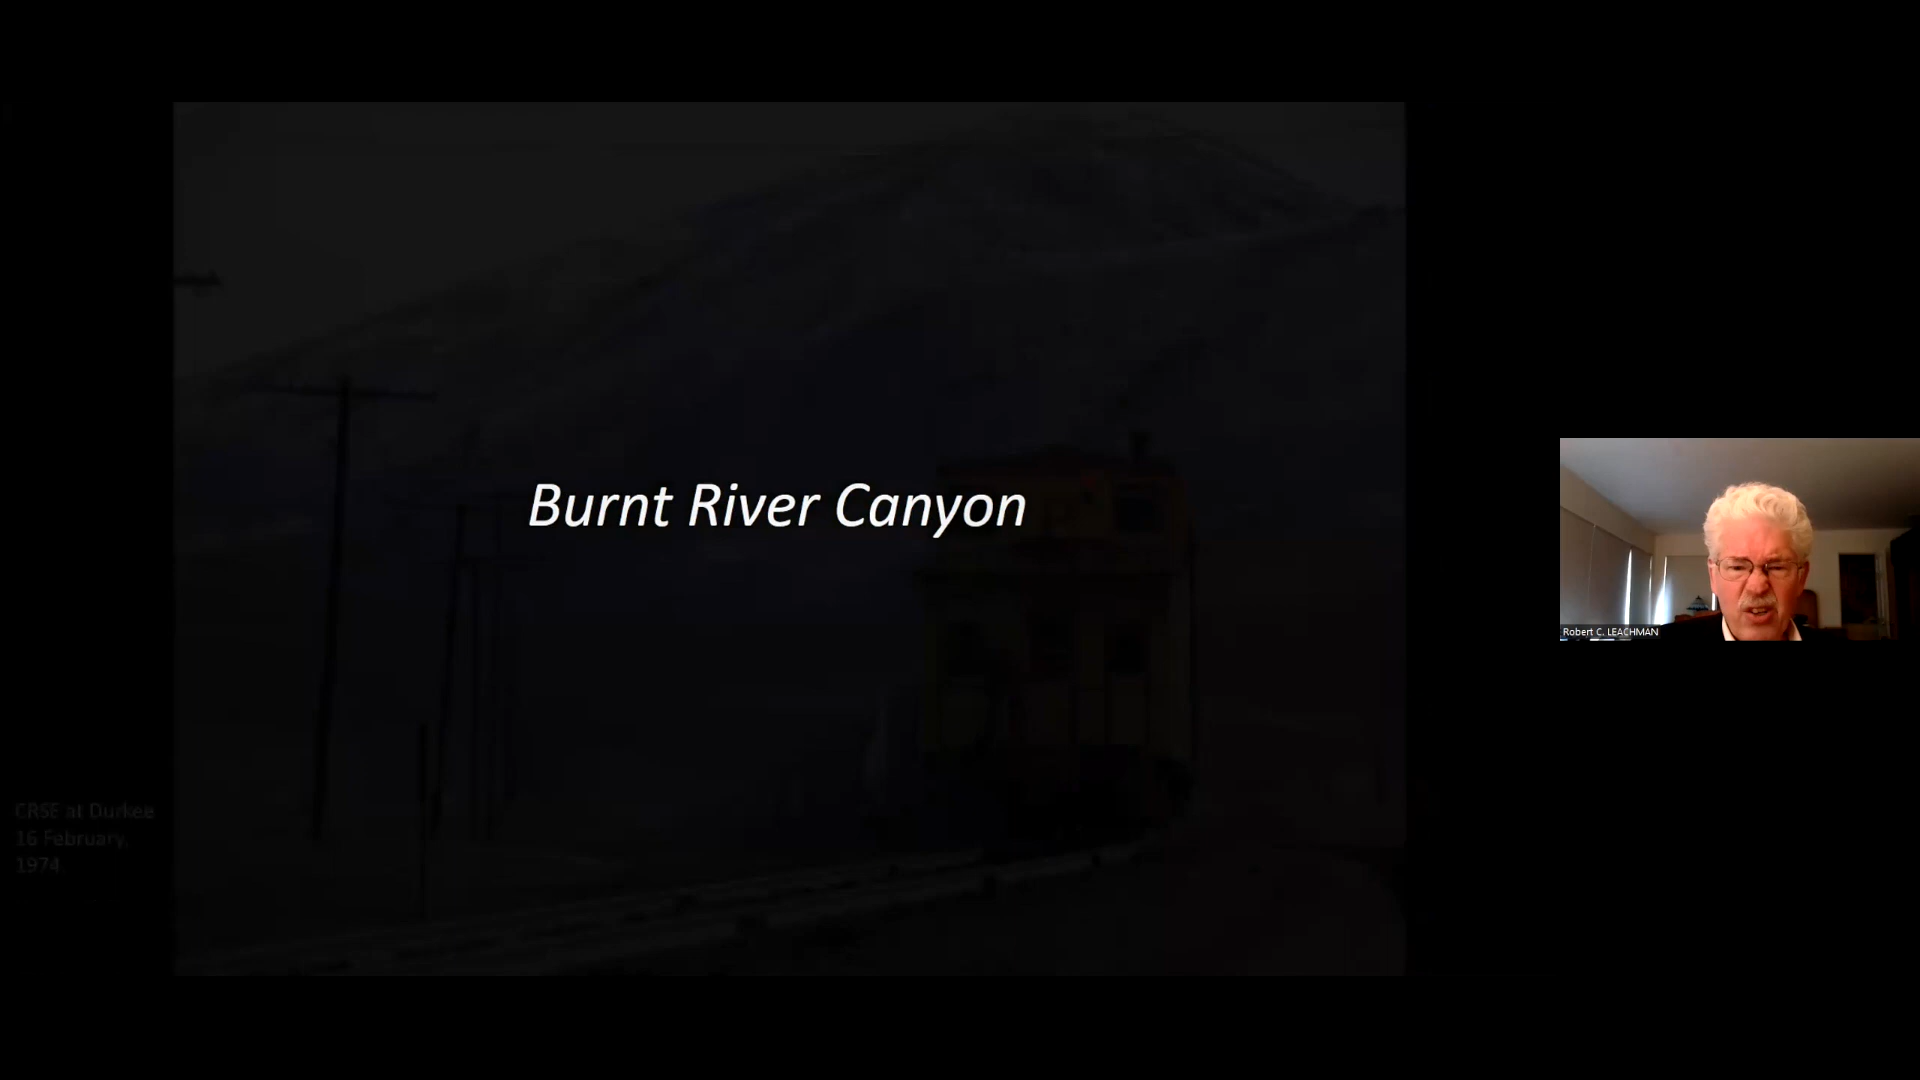 Burnt River Canyon
CRSE at Durkee
16 February,
1974
Robert C. LEACHMAN